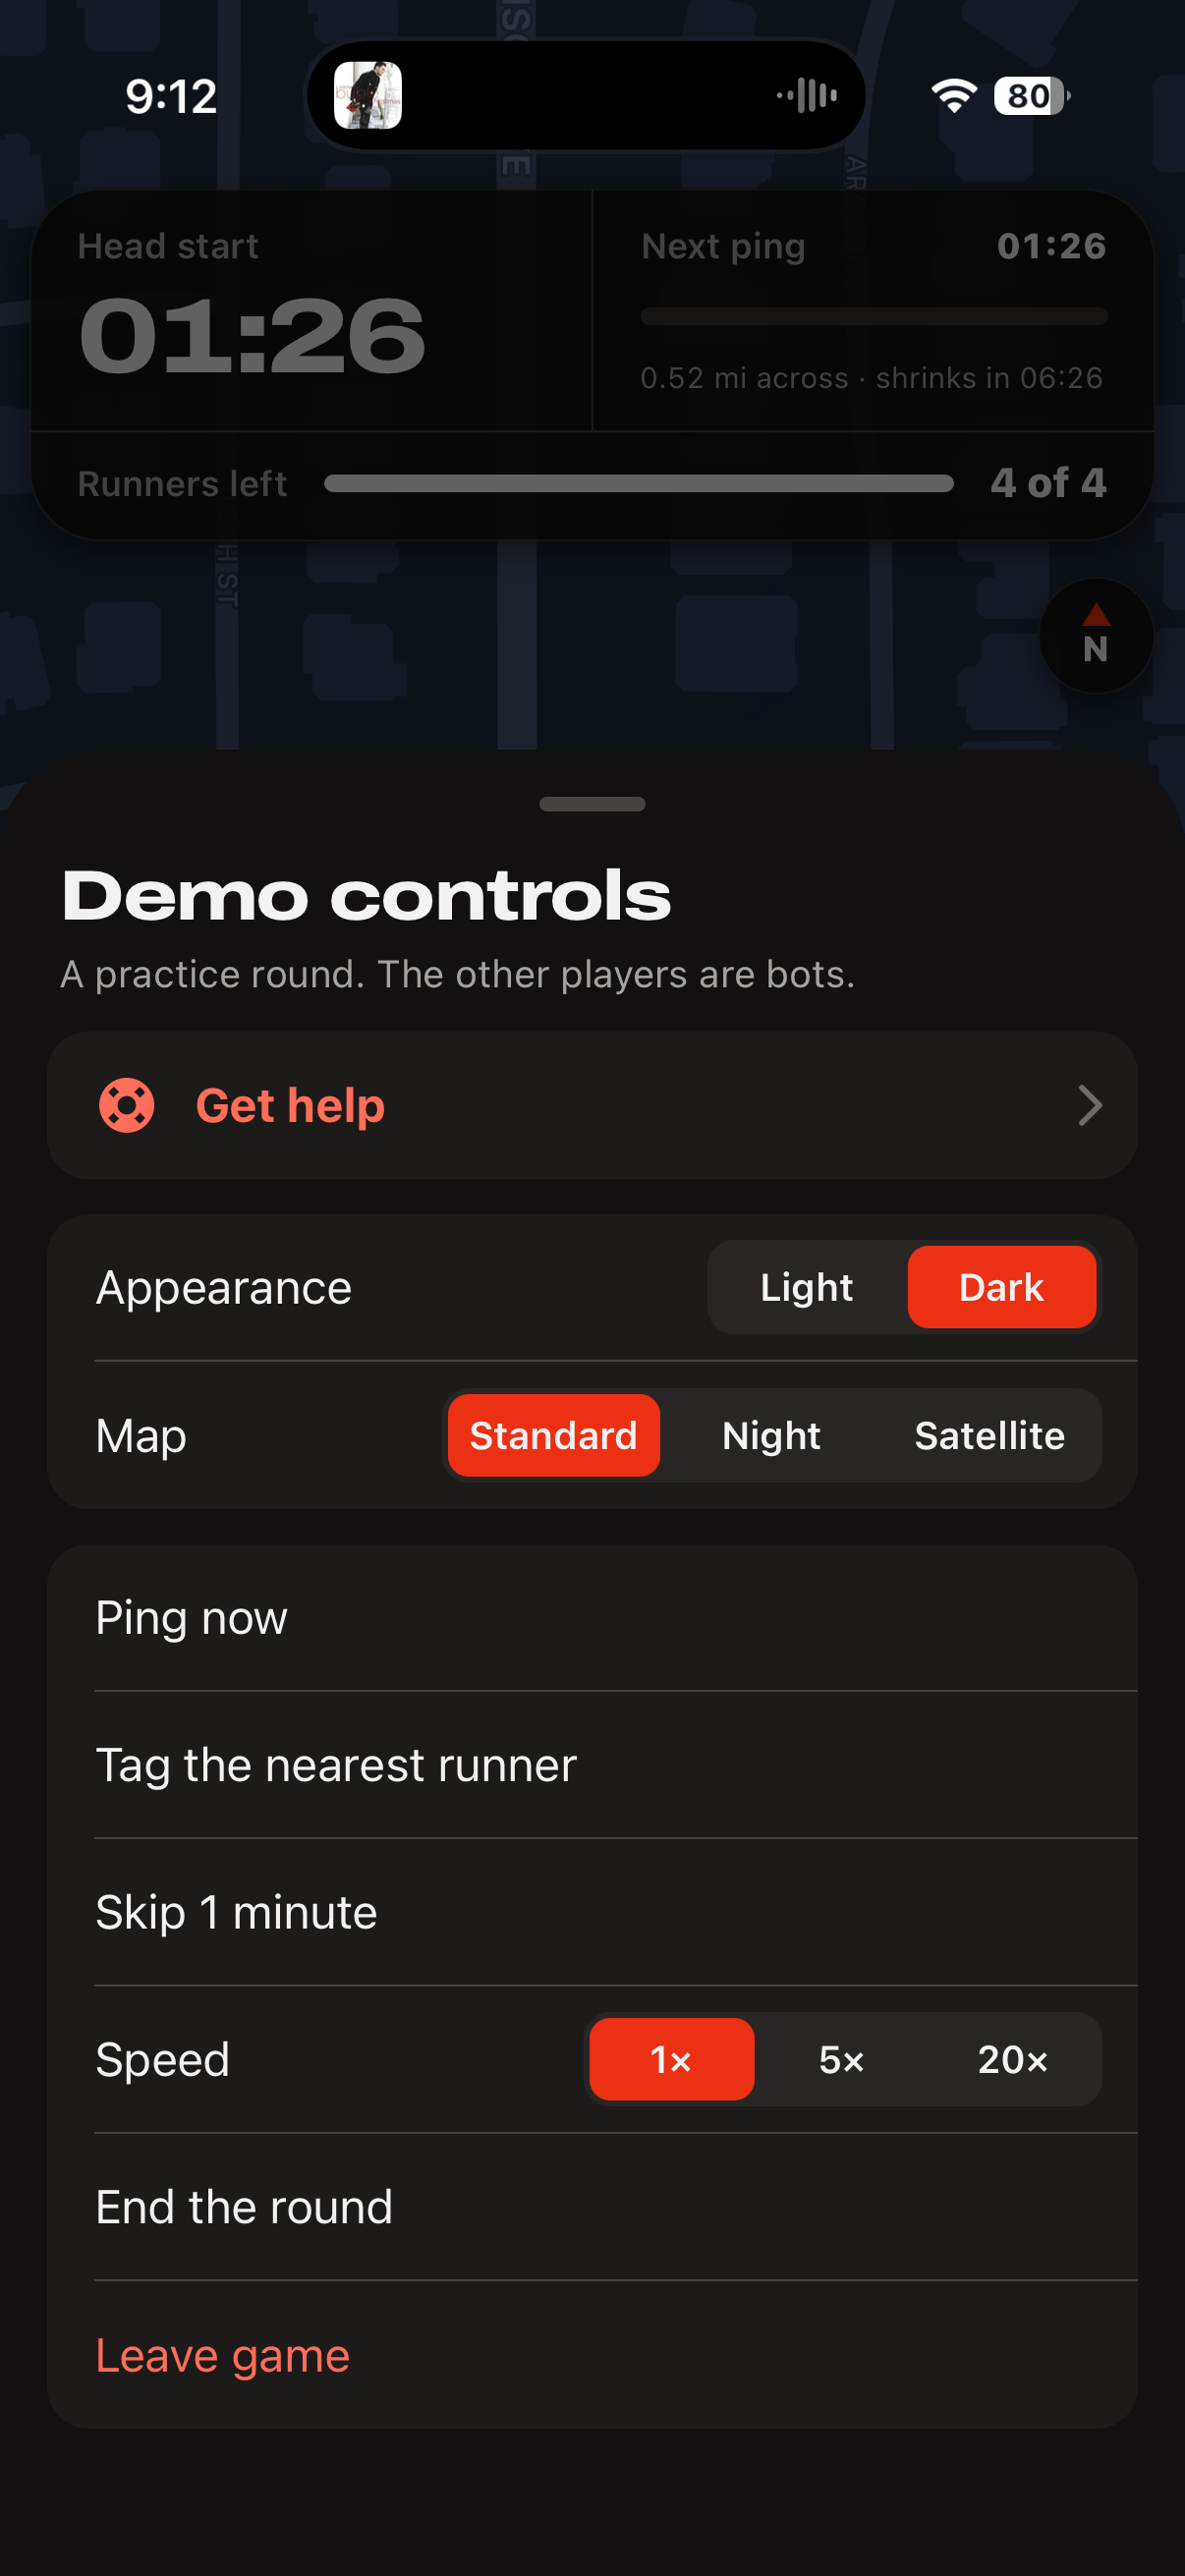 9:12
80
Head start
01:26
Next ping
01:26
0.52 mi across · shrinks in 06:26
Runners left
4 of 4
H ST
N
Demo controls
A practice round. The other players are bots.
Get help
Appearance
Light
Dark
Map
Standard
Night
Satellite
Ping now
Tag the nearest runner
Skip 1 minute
Speed
1×
5×
20×
End the round
Leave game